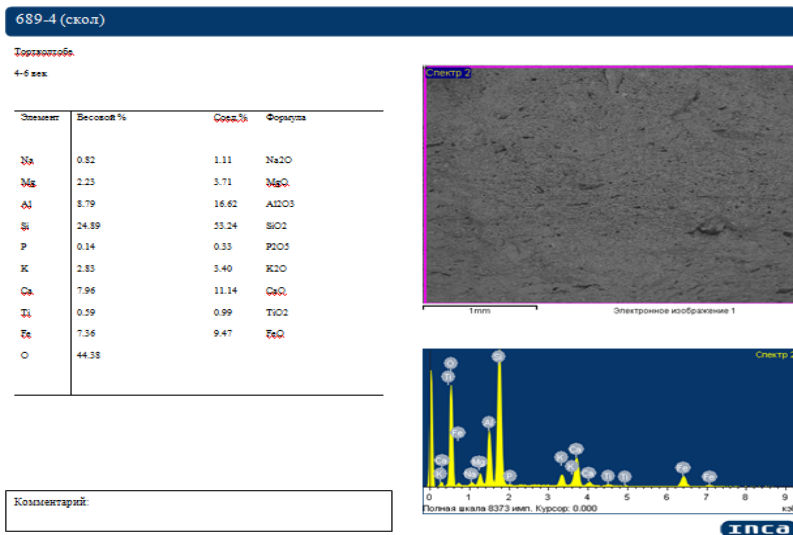 689-4 (скол)
Тортколтобе.
4-6 век
Элемент Весовой % Соед.% Формула
Na 0.82 1.11 Na2O
Mg 2.23 3.71 MgO
Al 8.79 16.62 Al2O3
Si 24.89 53.24 SiO2
P 0.14 0.33 P2O5
K 2.83 3.40 K2O
Ca 7.96 11.14 CaO
Ti 0.59 0.99 TiO2
Fe 7.36 9.47 FeO
O 44.38
Комментарий:
Спектр 2
1mm Электронное изображение 1
Спектр 2
O Si
Ti
Al
Fe
Ca Mg K Ca Fe
K Na P K Ca Ti Ti Fe
0 1 2 3 4 5 6 7 8 9
Полная шкала 8373 имп. Курсор: 0.000 кэ
INCA